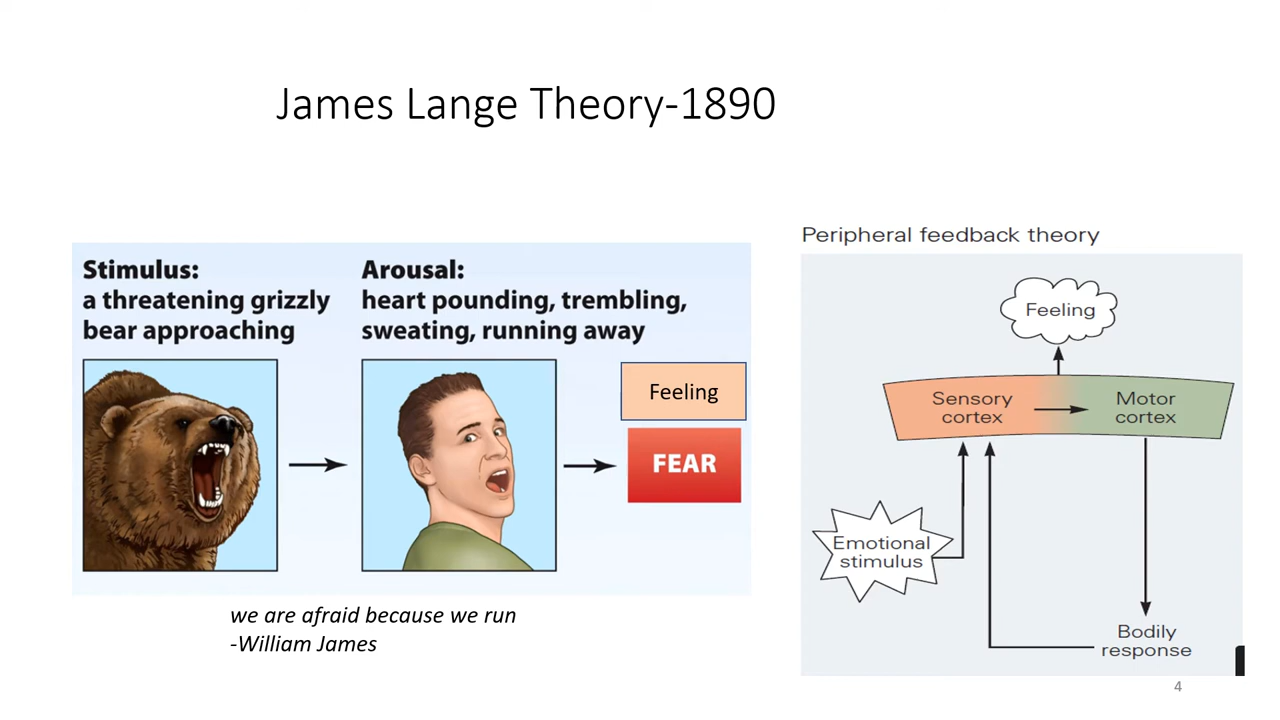 James Lange Theory-1890
Stimulus:
a threatening grizzly
bear approaching
Arousal:
heart pounding, trembling,
sweating, running away
Feeling
FEAR
we are afraid because we run
-William James
Peripheral feedback theory
Feeling
Sensory
cortex
Motor
cortex
Emotional
stimulus
Bodily
response
4